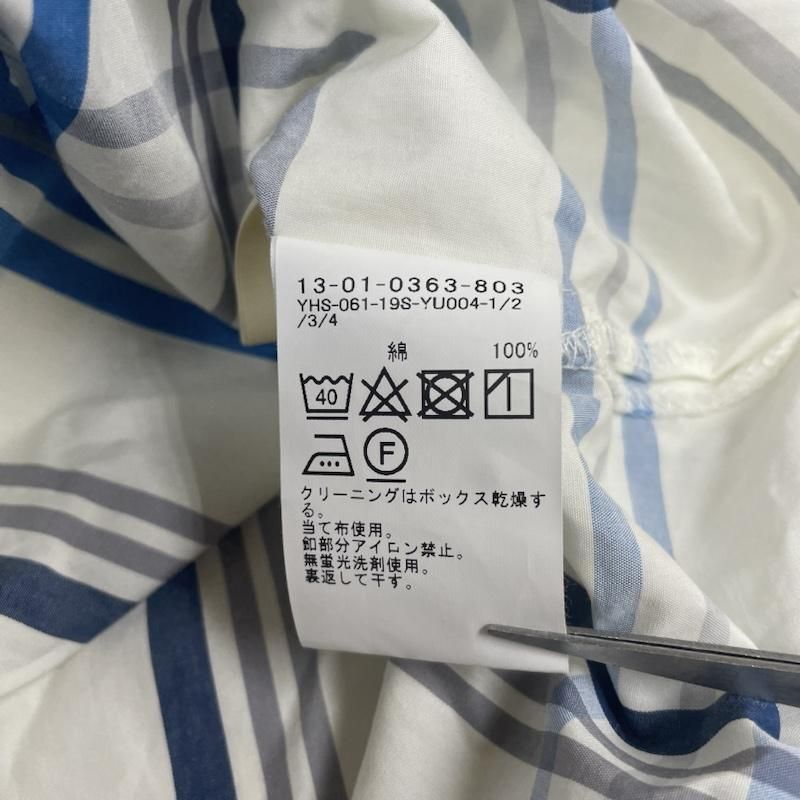 13-01-0363-803
YHS-061-19S-YU004-1/2
/3/4
綿 100%
40
F
クリーニングはボックス乾燥す
る。
当て布使用。
釦部分アイロン禁止。
無蛍光洗剤使用。
裏返して干す。